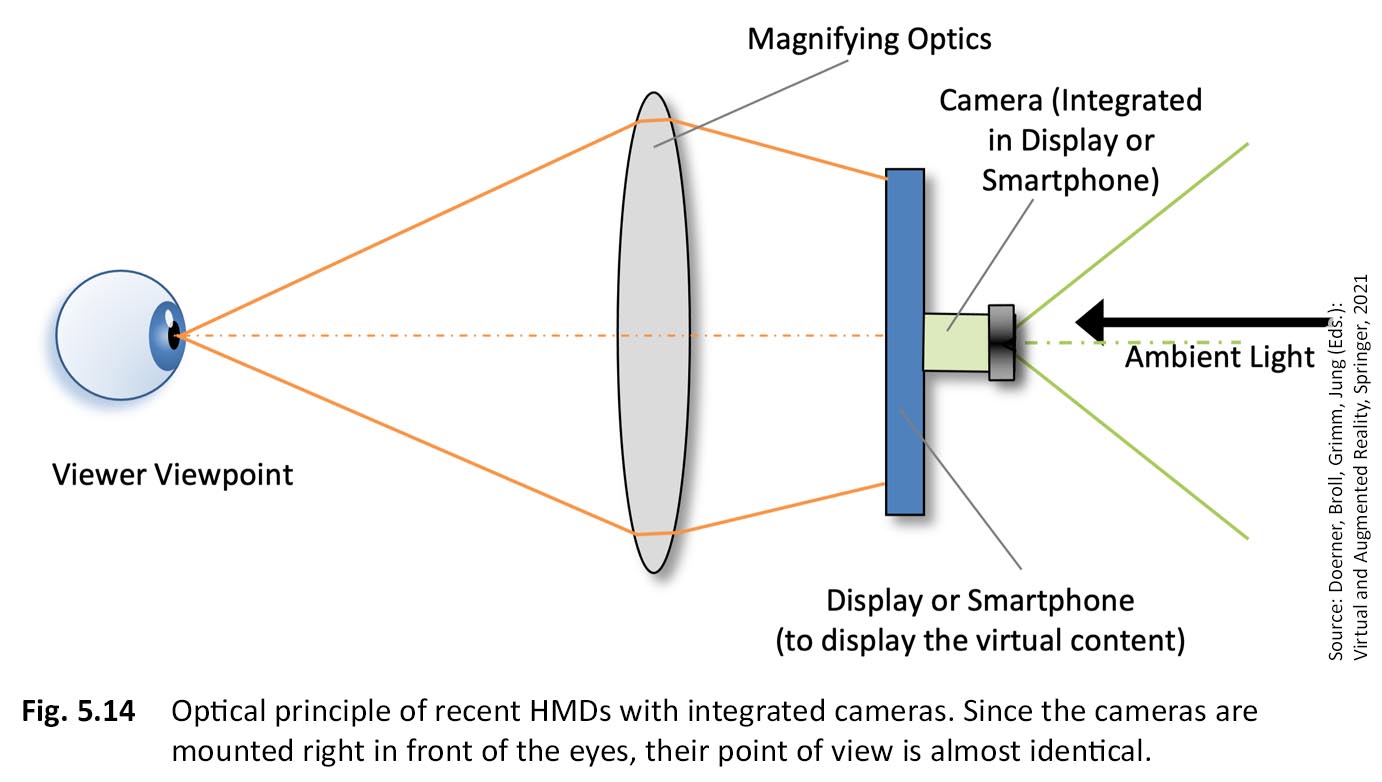 Magnifying Optics
Camera (Integrated
in Display or
Smartphone)
Ambient Light
Viewer Viewpoint
Display or Smartphone
(to display the virtual content)
Source: Doerner, Broll, Grimm, Jung (Eds.):
Virtual and Augmented Reality, Springer, 2021
Fig. 5.14 Optical principle of recent HMDs with integrated cameras. Since the cameras are
mounted right in front of the eyes, their point of view is almost identical.